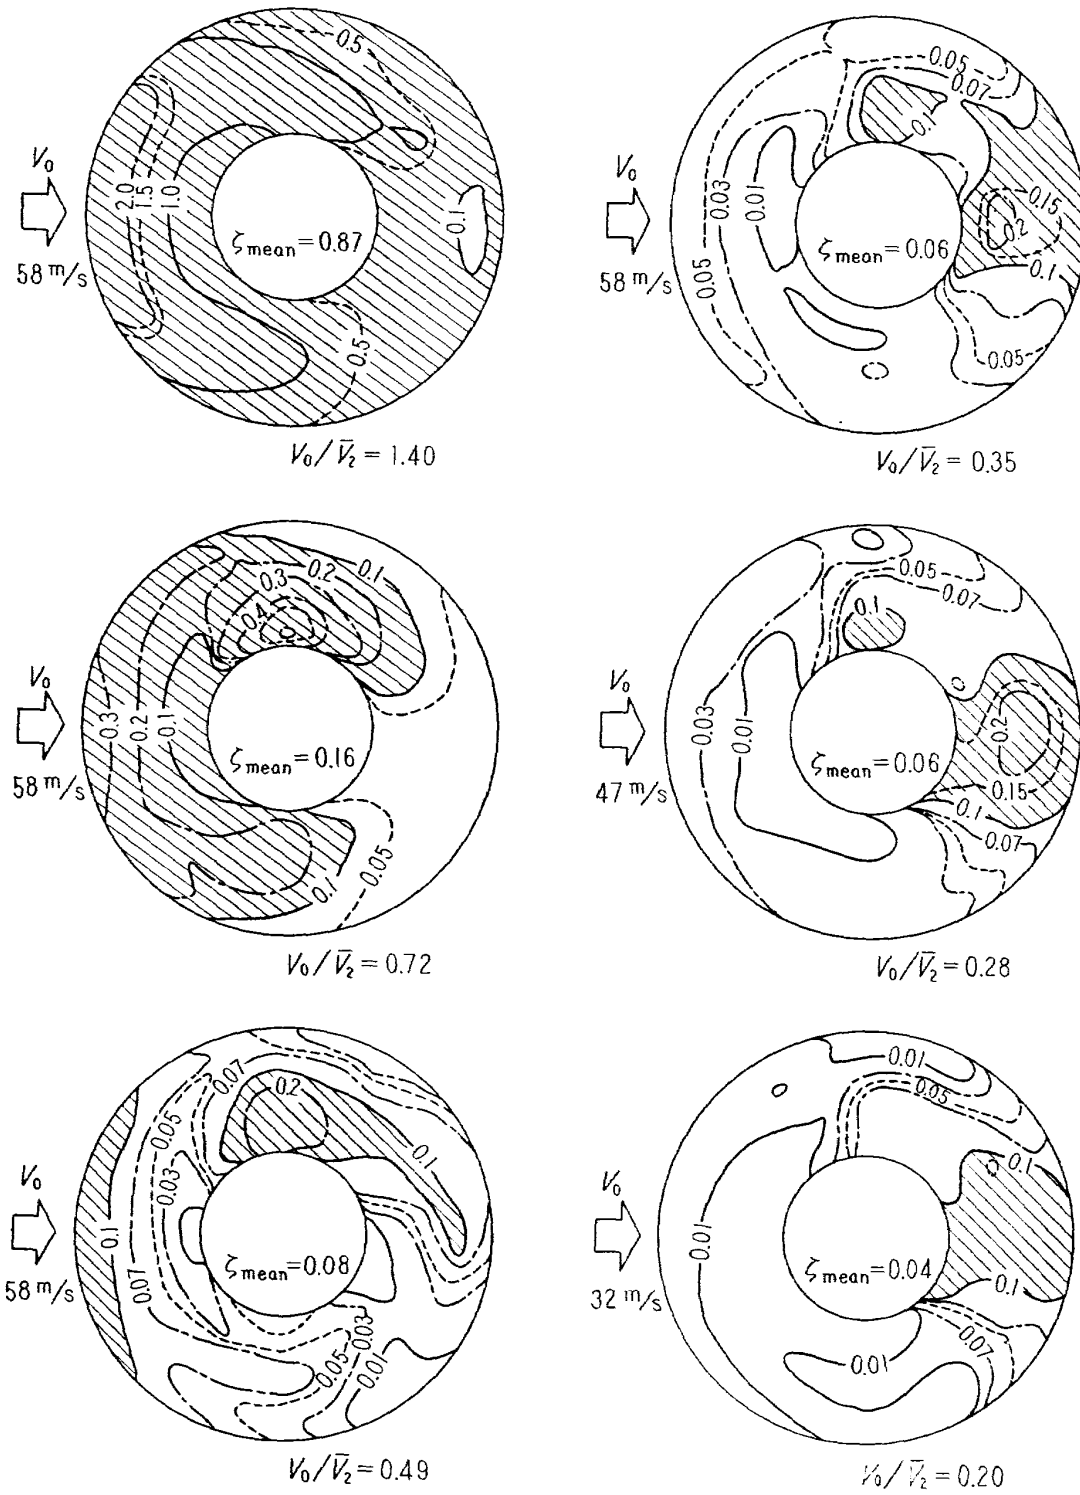 0.5
2.0
1.5
1.0
0.1
0.5
V₀
58 m/s
ζmean=0.87
V₀/V̄₂=1.40
0.05
0.07
0.1
0.03
0.01
0.05
0.15
0.2
0.1
0.05
V₀
58 m/s
ζmean=0.06
V₀/V̄₂=0.35
0.3
0.2
0.1
0.4
0.3
0.2
0.1
0.1
0.05
V₀
58 m/s
ζmean=0.16
V₀/V̄₂=0.72
0.05
0.07
0.1
0.03
0.01
0.2
0.15
0.1
0.07
V₀
47 m/s
ζmean=0.06
V₀/V̄₂=0.28
0.07
0.2
0.05
0.03
0.1
0.1
0.07
0.03
0.05
0.01
V₀
58 m/s
ζmean=0.08
V₀/V̄₂=0.49
0.01
0.05
0.1
0.01
0.1
0.07
0.01
V₀
32 m/s
ζmean=0.04
V₀/V̄₂=0.20